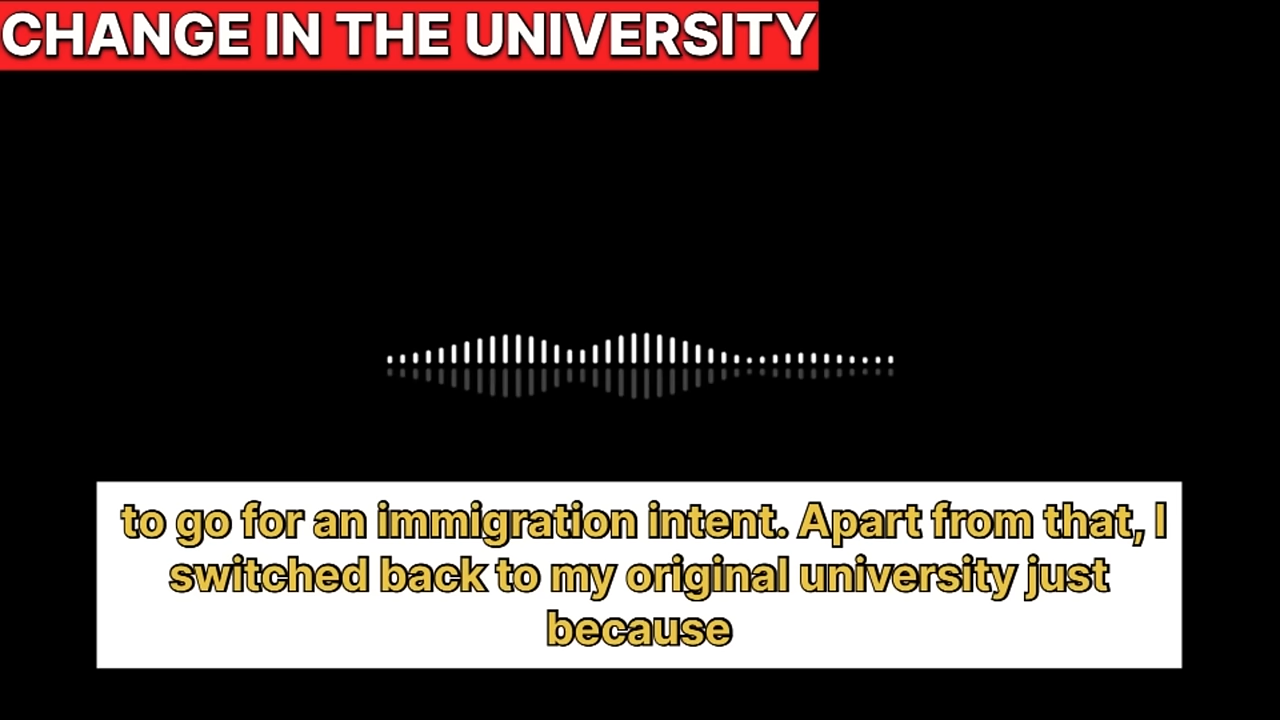 CHANGE IN THE UNIVERSITY
to go for an immigration intent. Apart from that, I
switched back to my original university just
because